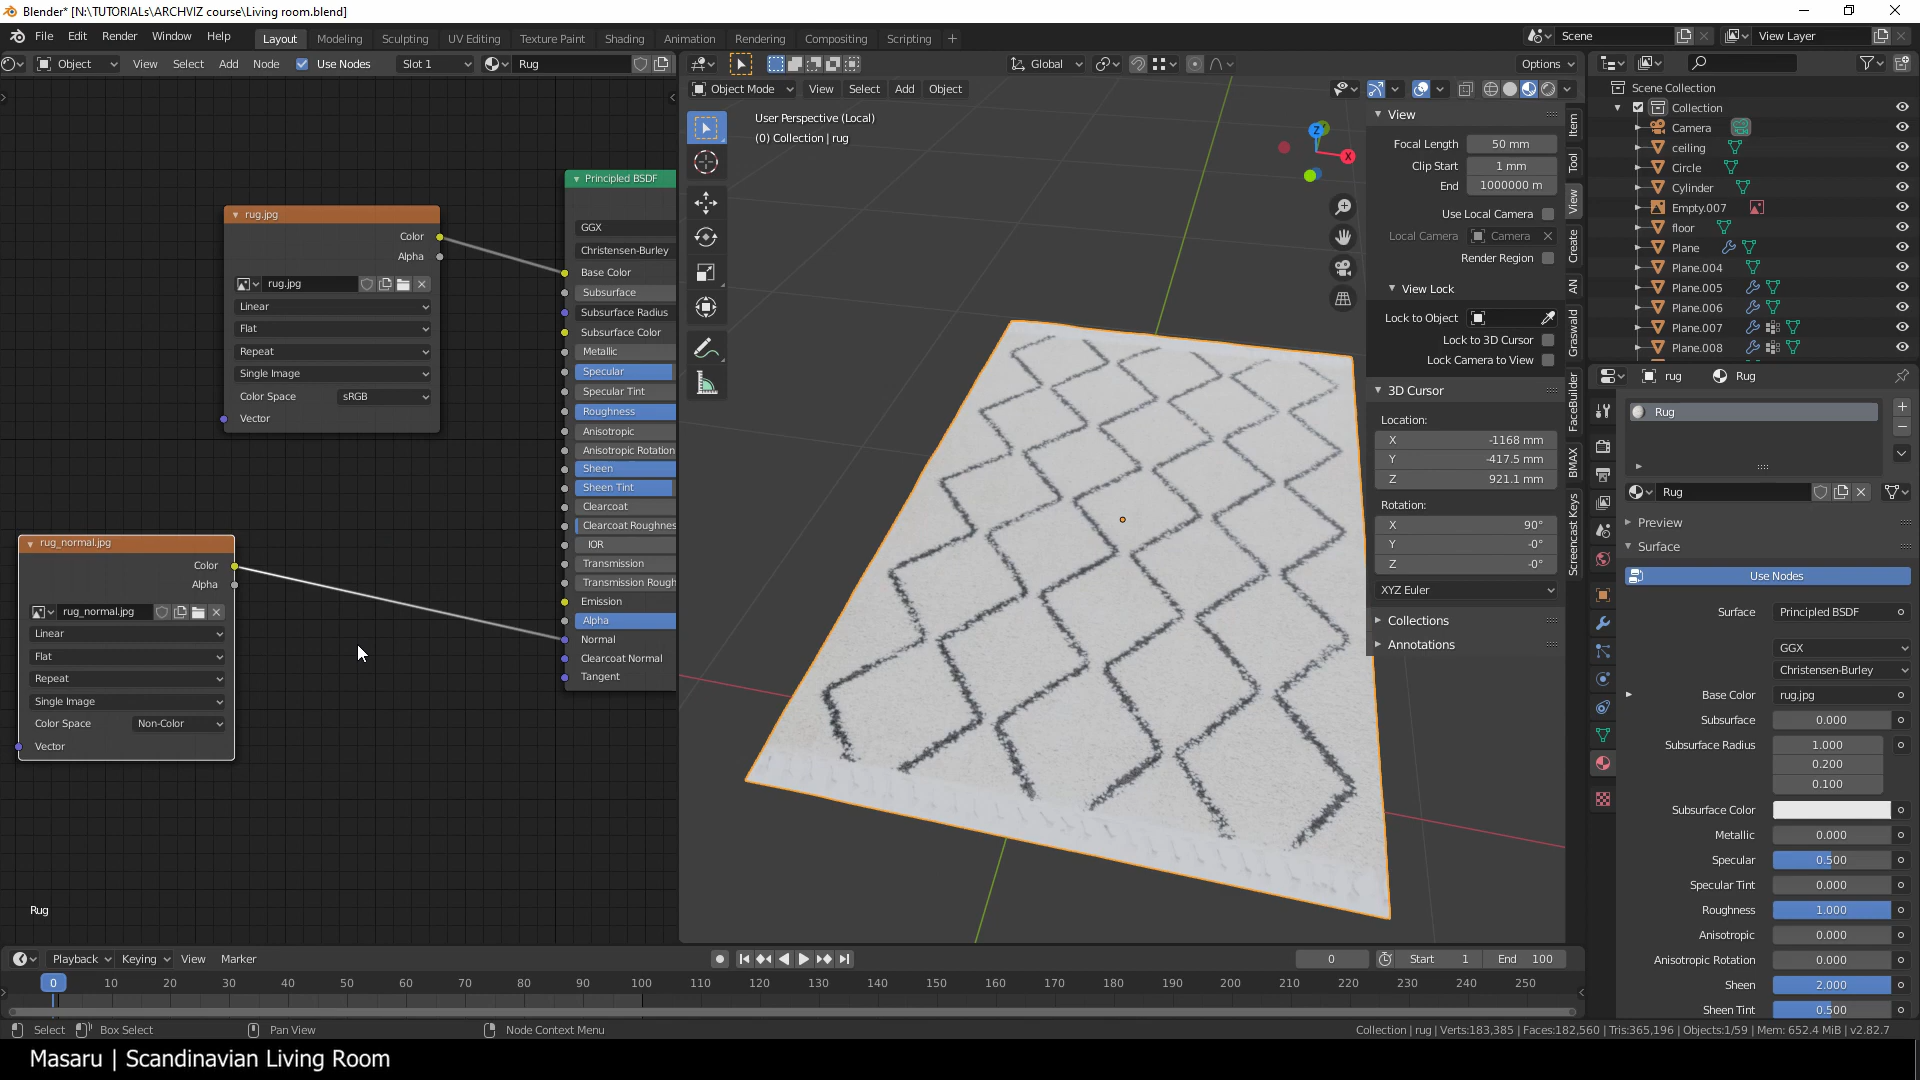 Blender* [N:\TUTORIALs\ARCHVIZ course\Living room.blend]
File Edit Render Window Help Layout Modeling Sculpting UV Editing Texture Paint Shading Animation Rendering Compositing Scripting + Scene View Layer
Object View Select Add Node Use Nodes Slot 1 Rug Global Options
Object Mode View Select Add Object
User Perspective (Local)
(0) Collection | rug
Z
X
rug.jpg
Color
Alpha
rug.jpg
Linear
Flat
Repeat
Single Image
Color Space sRGB
Vector
rug_normal.jpg
Color
Alpha
rug_normal.jpg
Linear
Flat
Repeat
Single Image
Color Space Non-Color
Vector
Rug
Principled BSDF
GGX
Christensen-Burley
Base Color
Subsurface
Subsurface Radius
Subsurface Color
Metallic
Specular
Specular Tint
Roughness
Anisotropic
Anisotropic Rotation
Sheen
Sheen Tint
Clearcoat
Clearcoat Roughnes
IOR
Transmission
Transmission Rough
Emission
Alpha
Normal
Clearcoat Normal
Tangent
View
Focal Length 50 mm
Clip Start 1 mm
End 1000000 m
Use Local Camera
Local Camera Camera
Render Region
View Lock
Lock to Object
Lock to 3D Cursor
Lock Camera to View
3D Cursor
Location:
X -1168 mm
Y -417.5 mm
Z 921.1 mm
Rotation:
X 90°
Y -0°
Z -0°
XYZ Euler
Collections
Annotations
Item
Tool
View
Create
AN
Graswald
FaceBuilder
BMAX
Screencast Keys
Scene Collection
Collection
Camera
ceiling
Circle
Cylinder
Empty.007
floor
Plane
Plane.004
Plane.005
Plane.006
Plane.007
Plane.008
rug Rug
Rug
Rug
Preview
Surface
Use Nodes
Surface Principled BSDF
GGX
Christensen-Burley
Base Color rug.jpg
Subsurface 0.000
Subsurface Radius 1.000
0.200
0.100
Subsurface Color
Metallic 0.000
Specular 0.500
Specular Tint 0.000
Roughness 1.000
Anisotropic 0.000
Anisotropic Rotation 0.000
Sheen 2.000
Sheen Tint 0.500
Playback Keying View Marker 0 Start 1 End 100
0 10 20 30 40 50 60 70 80 90 100 110 120 130 140 150 160 170 180 190 200 210 220 230 240 250
Select Box Select Pan View Node Context Menu Collection | rug | Verts:183,385 | Faces:182,560 | Tris:365,196 | Objects:1/59 | Mem: 652.4 MiB | v2.82.7
Masaru | Scandinavian Living Room